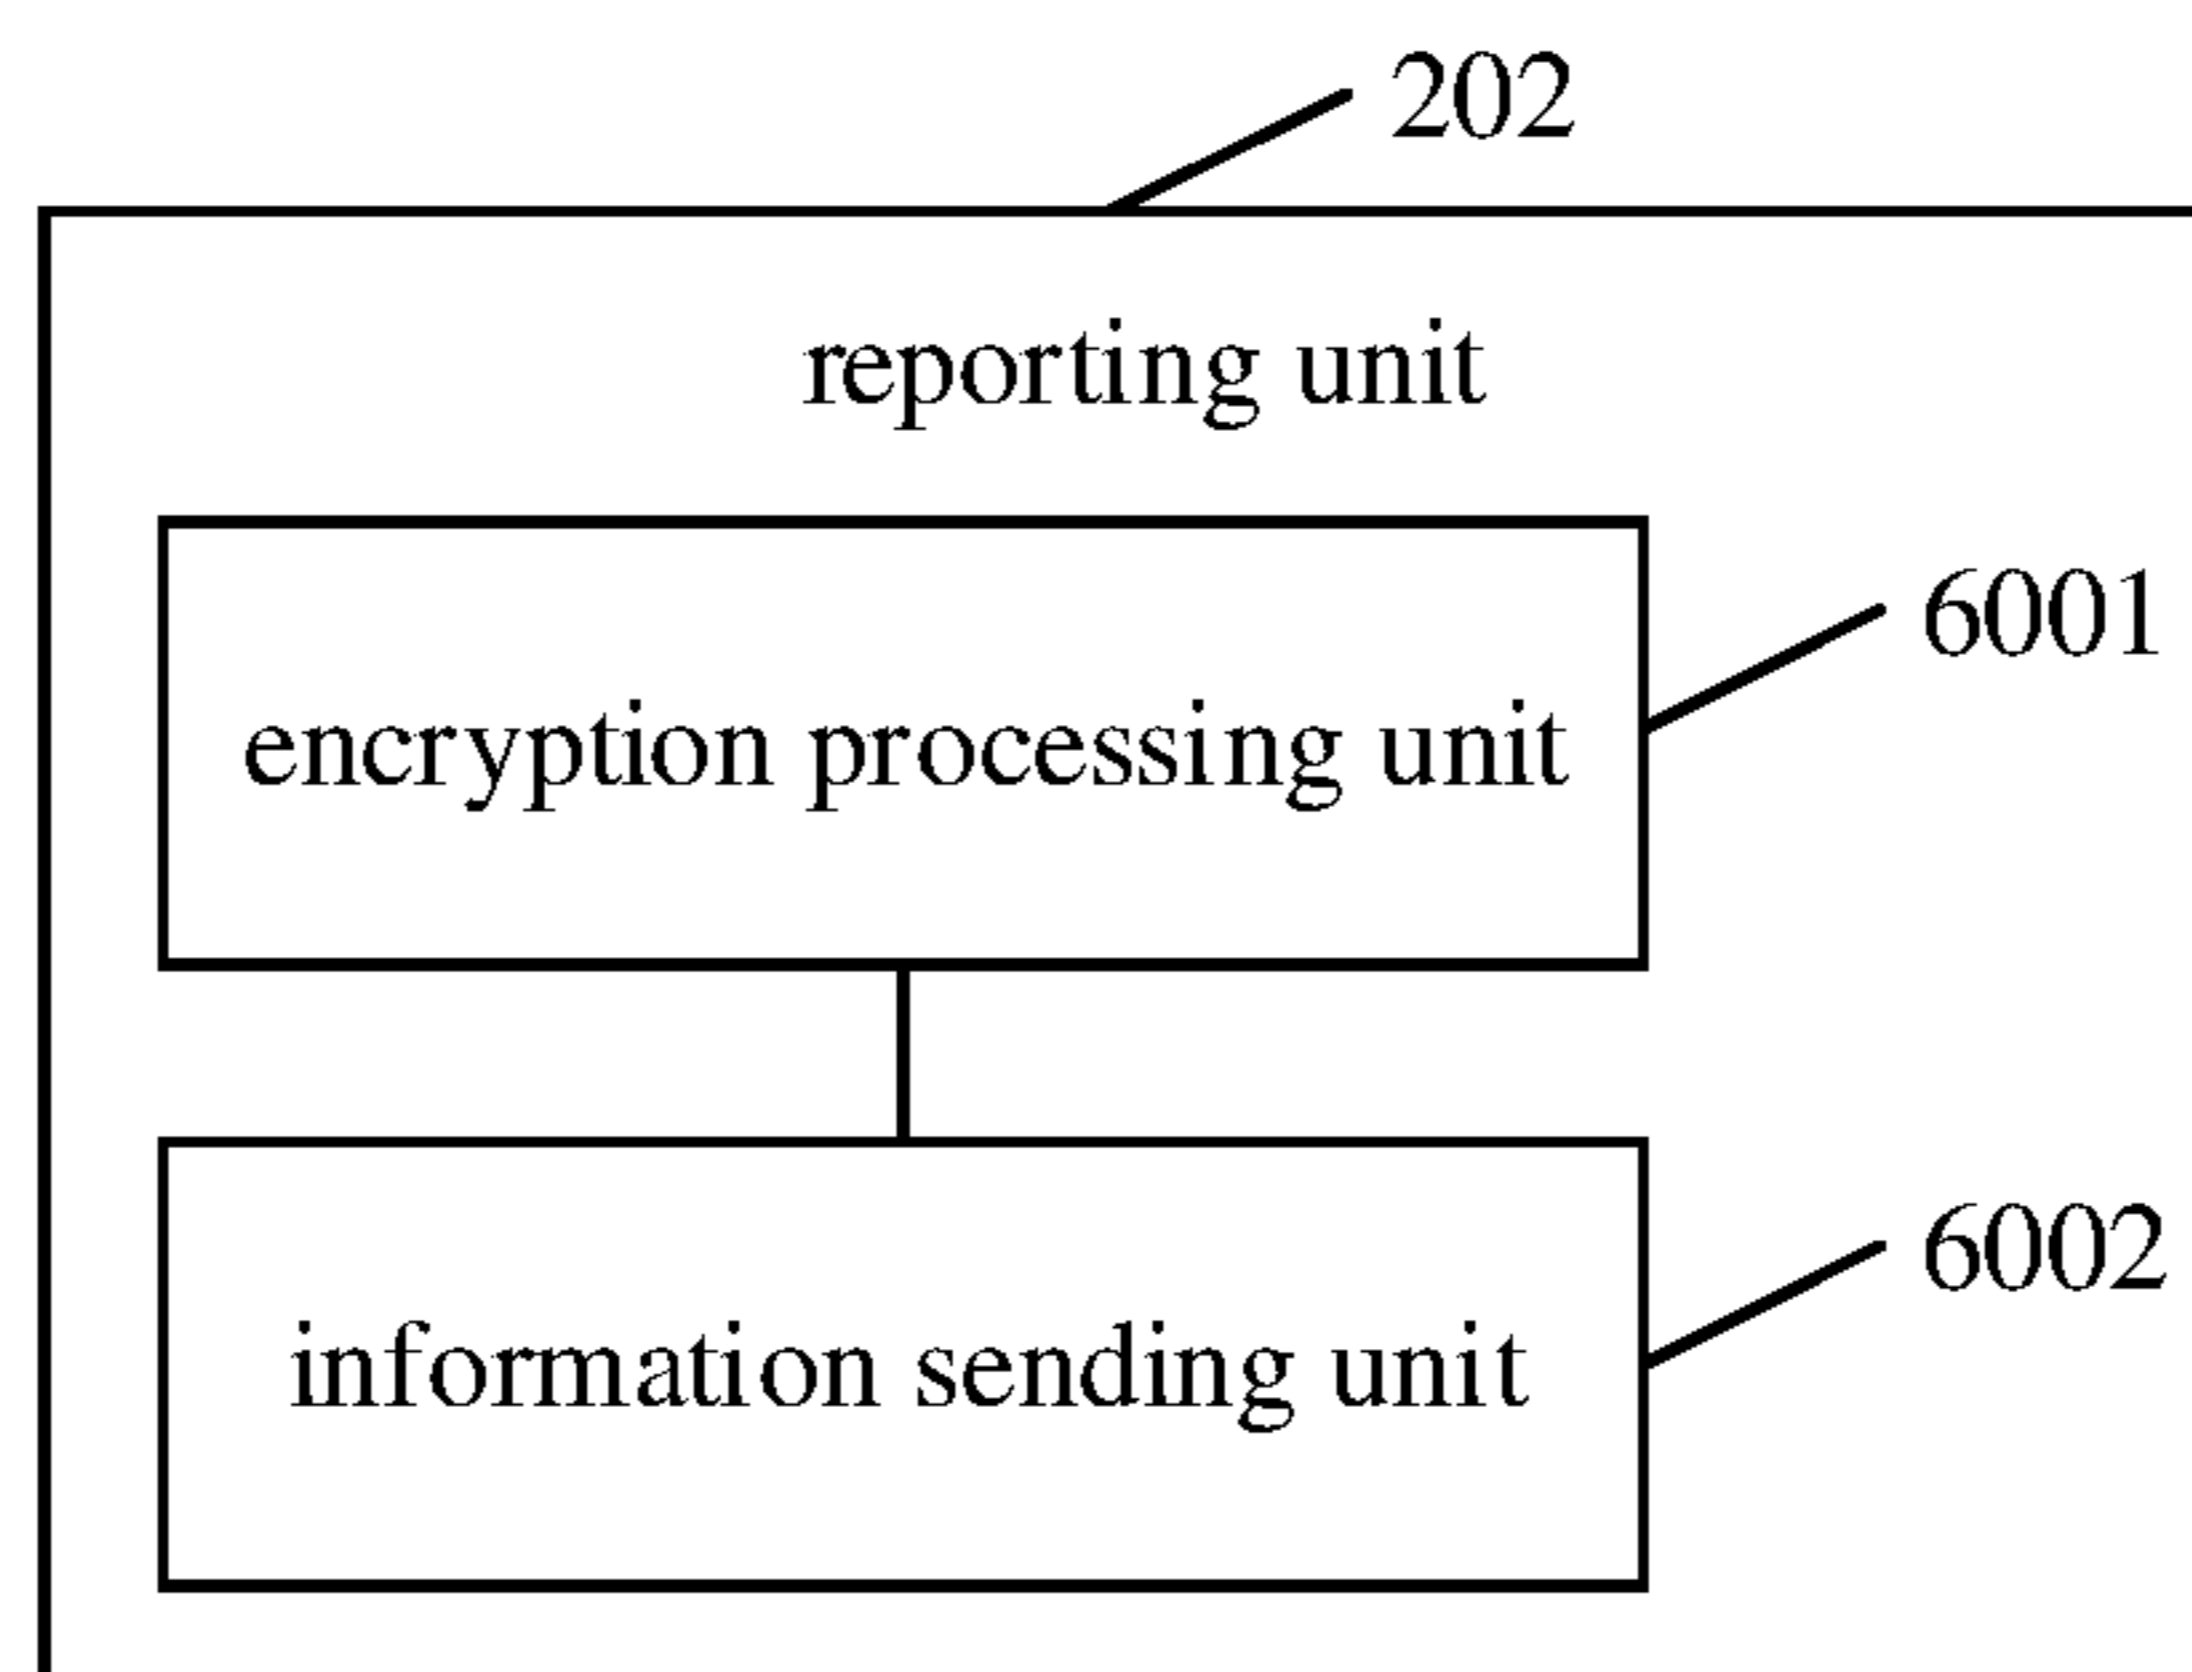 202
reporting unit
6001
encryption processing unit
6002
information sending unit